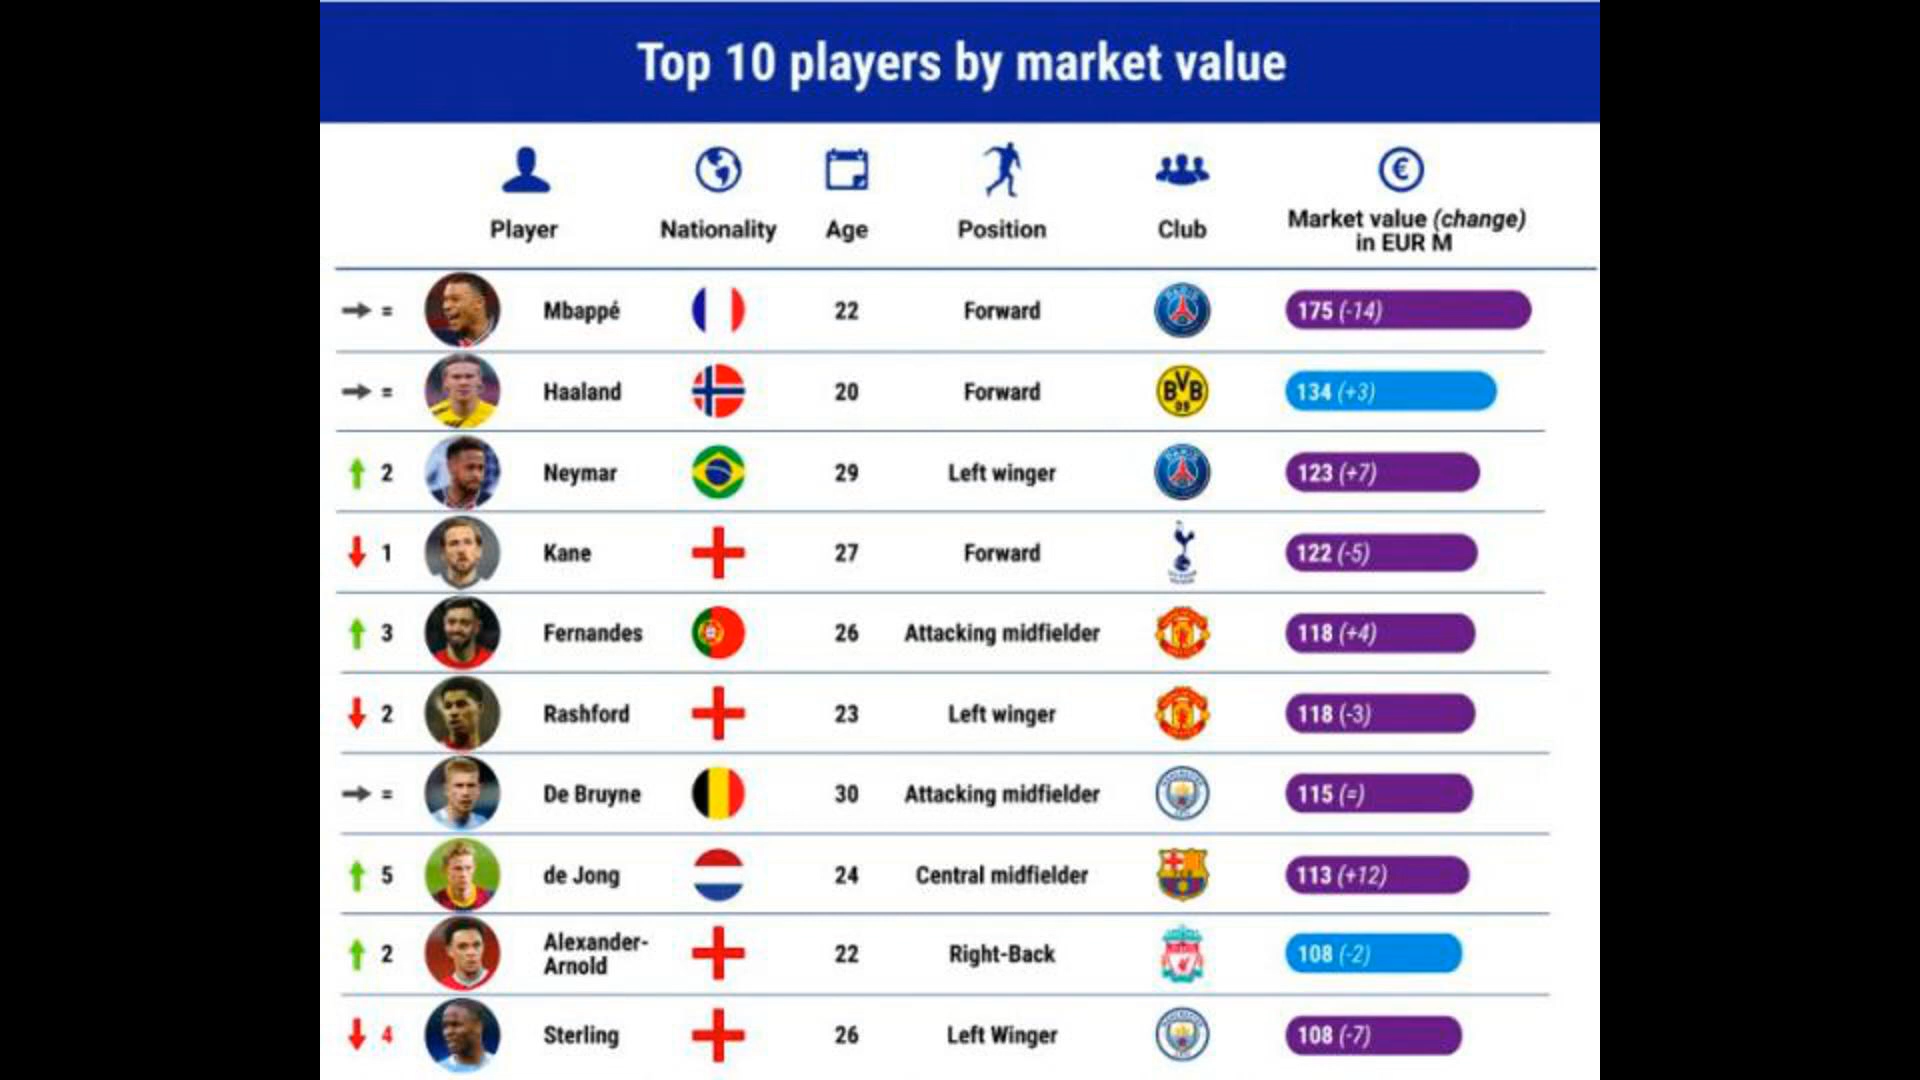 Top 10 players by market value
Player Nationality Age Position Club Market value (change)
in EUR M
= Mbappé 22 Forward PARIS 175 (-14)
= Haaland 20 Forward BVB 09 134 (+3)
2 Neymar 29 Left winger PARIS 123 (+7)
1 Kane 27 Forward 122 (-5)
3 Fernandes 26 Attacking midfielder 118 (+4)
2 Rashford 23 Left winger 118 (-3)
= De Bruyne 30 Attacking midfielder 115 (=)
5 de Jong 24 Central midfielder 113 (+12)
2 Alexander-
Arnold 22 Right-Back 108 (-2)
4 Sterling 26 Left Winger 108 (-7)